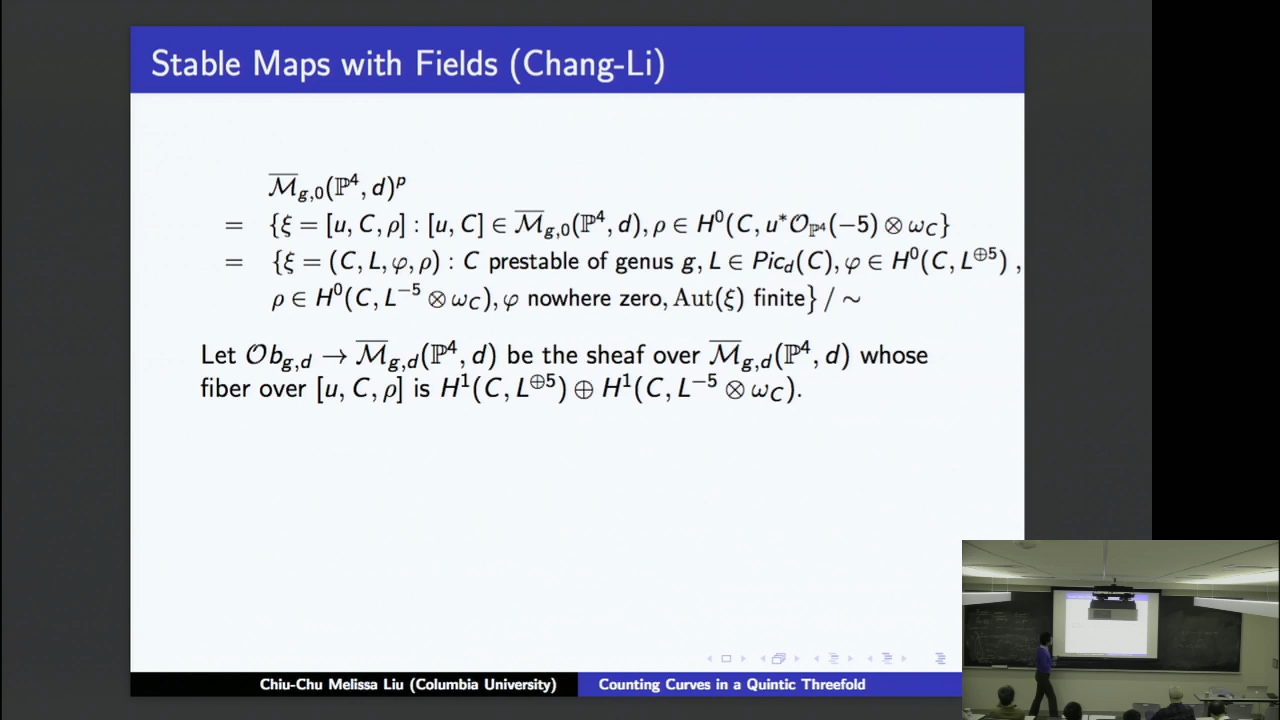 Stable Maps with Fields (Chang-Li)
$\overline{\mathcal{M}}_{g,0}(\mathbb{P}^4, d)^p$
$= \{\xi = [u, C, \rho] : [u, C] \in \overline{\mathcal{M}}_{g,0}(\mathbb{P}^4, d), \rho \in H^0(C, u^*\mathcal{O}_{\mathbb{P}^4}(-5) \otimes \omega_C\}$
$= \{\xi = (C, L, \varphi, \rho) : C$ prestable of genus $g, L \in Pic_d(C), \varphi \in H^0(C, L^{\oplus 5})$ ,
$\rho \in H^0(C, L^{-5} \otimes \omega_C), \varphi$ nowhere zero, $\mathrm{Aut}(\xi)$ finite$\} / \sim$
Let $\mathcal{O}b_{g,d} \to \overline{\mathcal{M}}_{g,d}(\mathbb{P}^4, d)$ be the sheaf over $\overline{\mathcal{M}}_{g,d}(\mathbb{P}^4, d)$ whose
fiber over $[u, C, \rho]$ is $H^1(C, L^{\oplus 5}) \oplus H^1(C, L^{-5} \otimes \omega_C)$.
Chiu-Chu Melissa Liu (Columbia University) Counting Curves in a Quintic Threefold